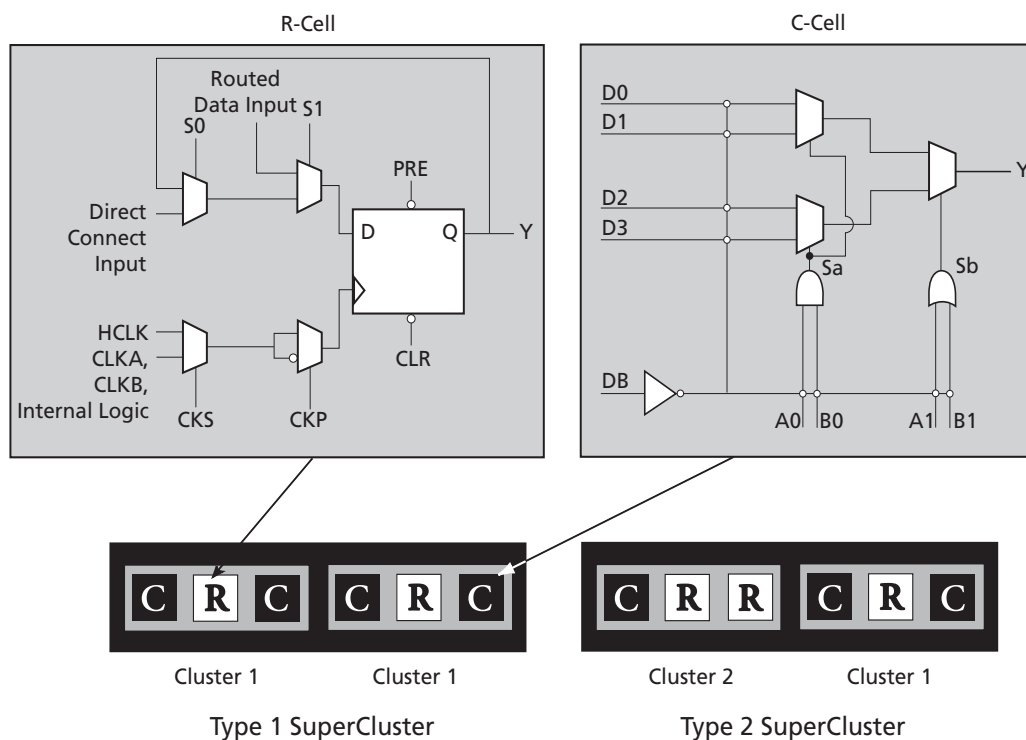 R-Cell
Routed
Data Input
S1
S0
PRE
Direct
Connect
Input
D
Q
Y
HCLK
CLKA,
CLKB,
Internal Logic
CKS
CKP
CLR
C-Cell
D0
D1
D2
D3
Sa
Sb
Y
DB
A0
B0
A1
B1
C R C
C R C
C R R
C R C
Cluster 1
Cluster 1
Cluster 2
Cluster 1
Type 1 SuperCluster
Type 2 SuperCluster